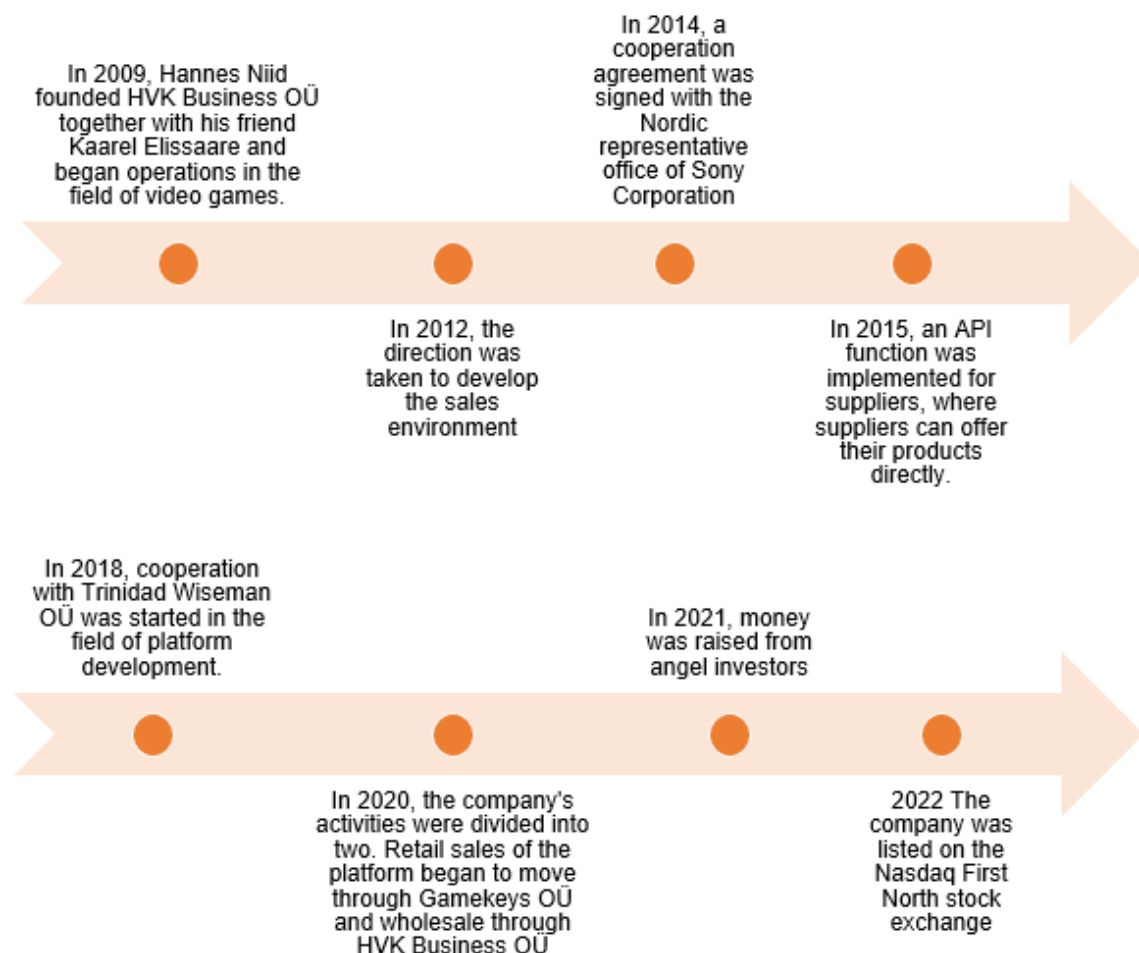 In 2009, Hannes Niid
founded HVK Business OÜ
together with his friend
Kaarel Elissaare and
began operations in the
field of video games.
In 2012, the
direction was
taken to develop
the sales
environment
In 2014, a
cooperation
agreement was
signed with the
Nordic
representative
office of Sony
Corporation
In 2015, an API
function was
implemented for
suppliers, where
suppliers can offer
their products
directly.
In 2018, cooperation
with Trinidad Wiseman
OÜ was started in the
field of platform
development.
In 2020, the company's
activities were divided into
two. Retail sales of the
platform began to move
through Gamekeys OÜ
and wholesale through
HVK Business OÜ
In 2021, money
was raised from
angel investors
2022 The
company was
listed on the
Nasdaq First
North stock
exchange